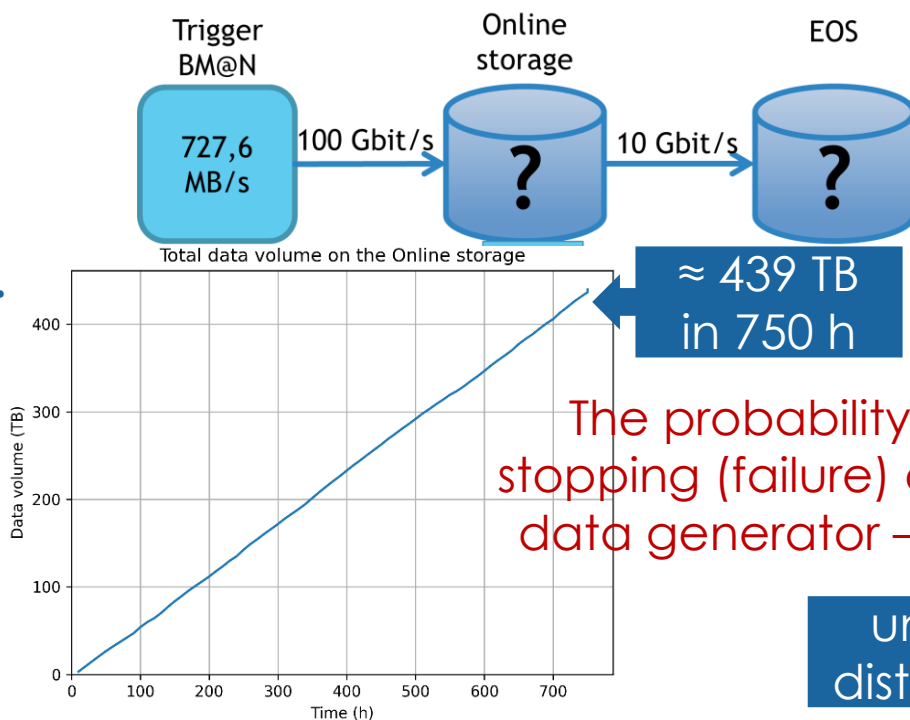 Trigger
BM@N
Online
storage
EOS
727,6
MB/s
100 Gbit/s
?
10 Gbit/s
?
Total data volume on the Online storage
≈ 439 TB
in 750 h
Data volume (TB)
400
300
200
100
0
0 100 200 300 400 500 600 700
Time (h)
The probability
stopping (failure)
data generator –